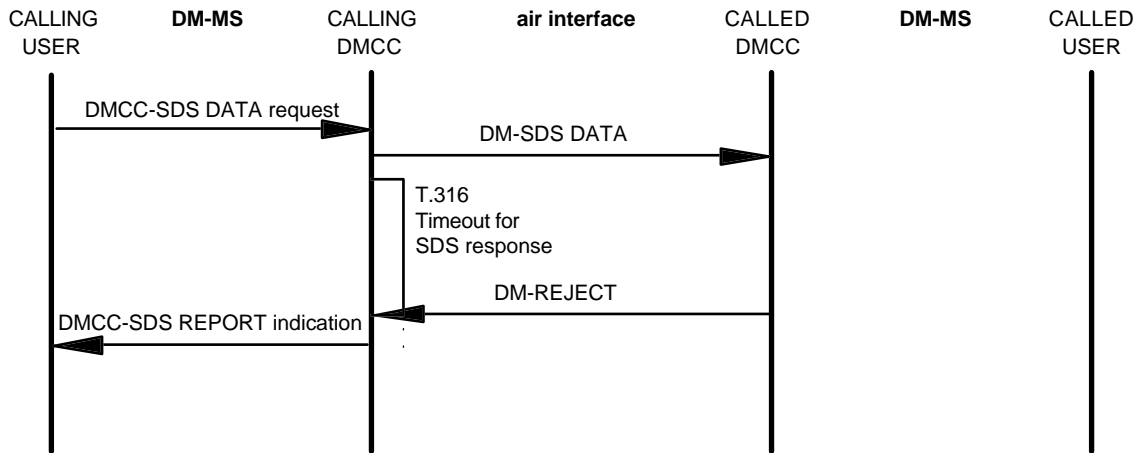 CALLING USER
DM-MS
CALLING DMCC
air interface
CALLED DMCC
DM-MS
CALLED USER
DMCC-SDS DATA request
DM-SDS DATA
T.316
Timeout for
SDS response
DM-REJECT
DMCC-SDS REPORT indication